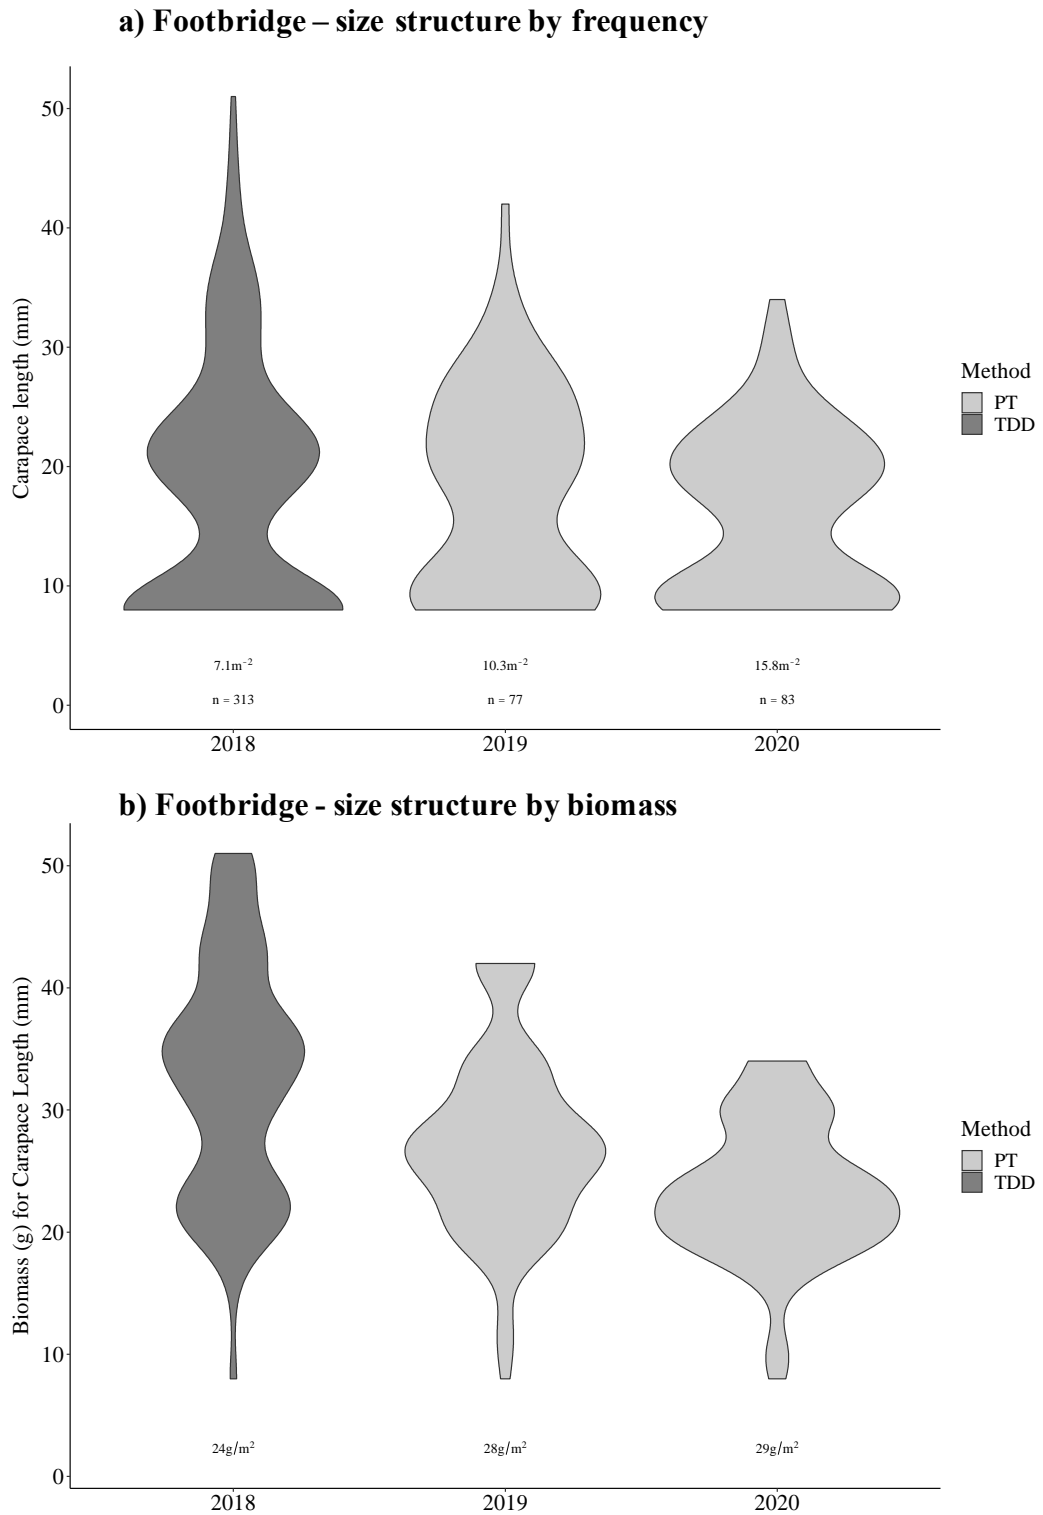 a) Footbridge – size structure by frequency
50
40
30
20
10
0
Carapace length (mm)
7.1m⁻²
10.3m⁻²
15.8m⁻²
n = 313
n = 77
n = 83
2018
2019
2020
Method
PT
TDD
b) Footbridge - size structure by biomass
50
40
30
20
10
0
Biomass (g) for Carapace Length (mm)
24g/m²
28g/m²
29g/m²
2018
2019
2020
Method
PT
TDD